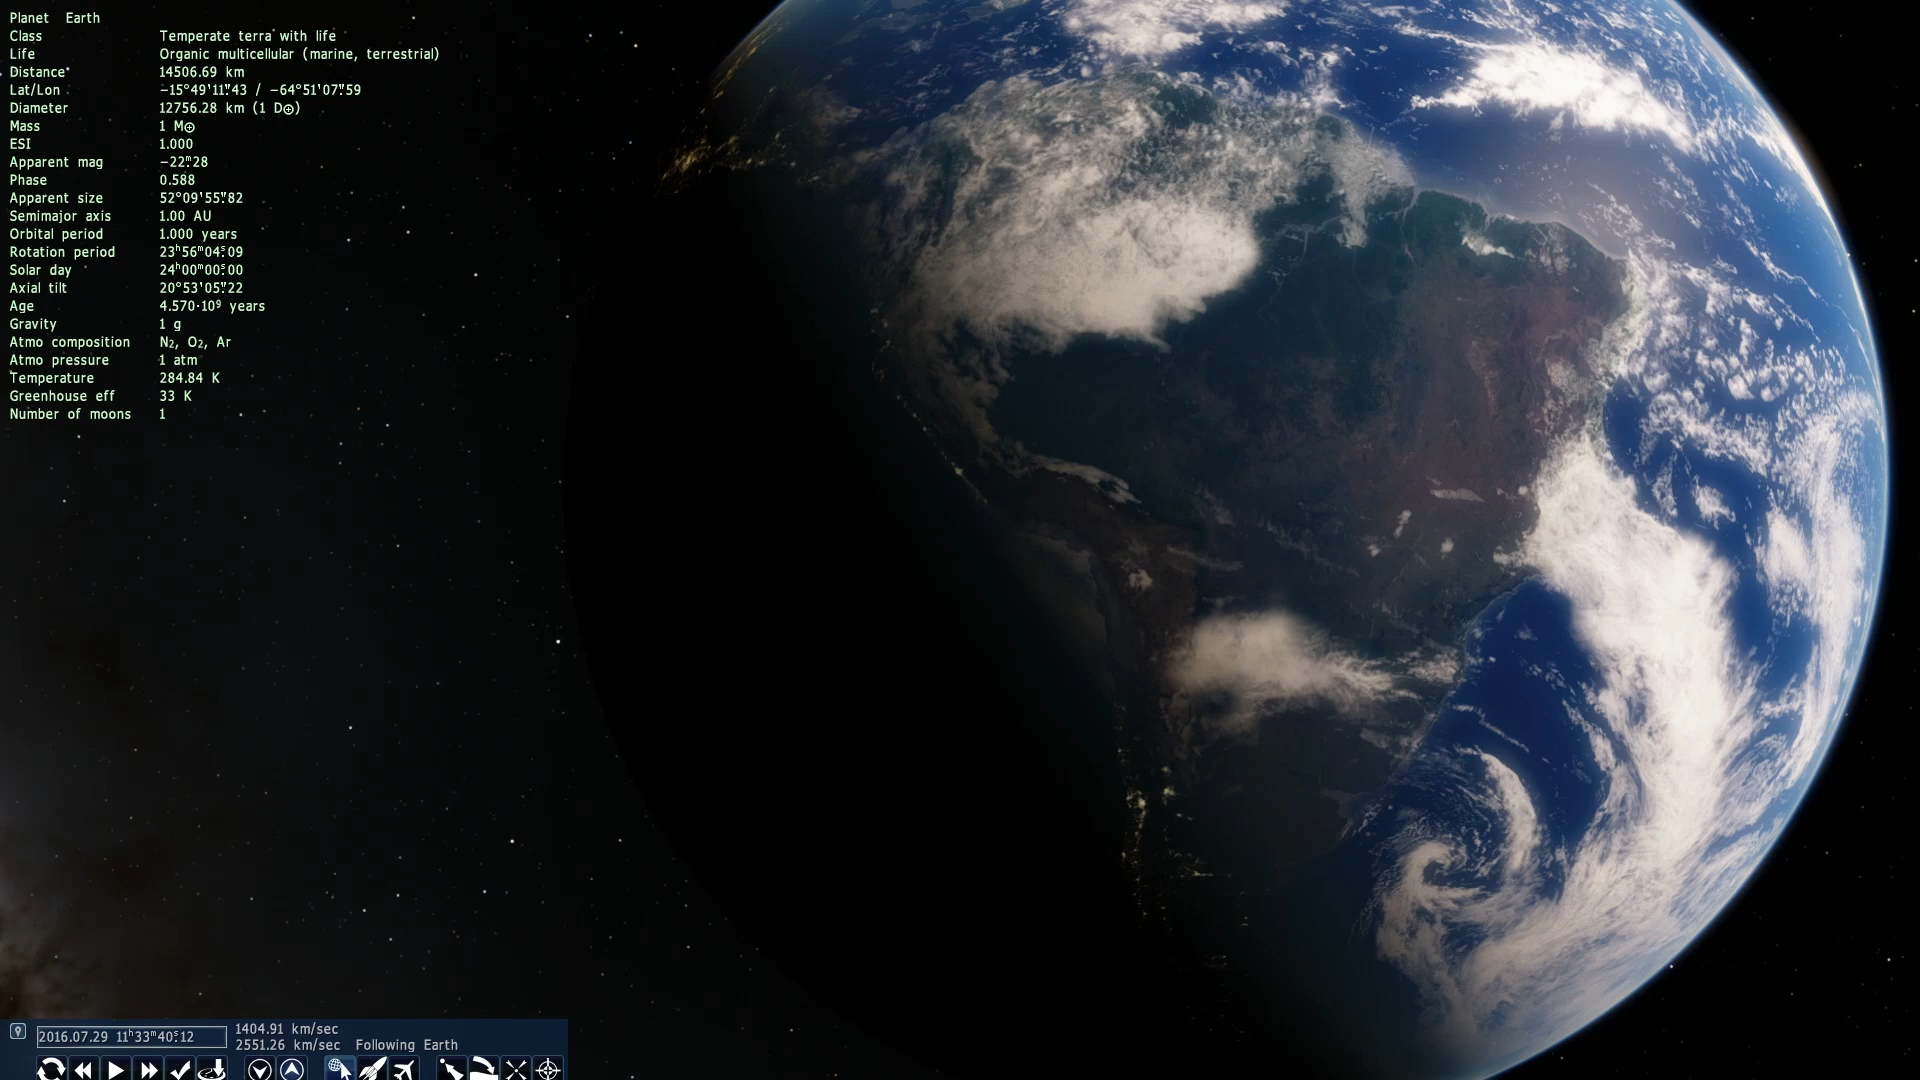 Planet Earth
Class Temperate terra with life
Life Organic multicellular (marine, terrestrial)
Distance 14506.69 km
Lat/Lon −15°49'11"43 / −64°51'07"59
Diameter 12756.28 km (1 D⊕)
Mass 1 M⊕
ESI 1.000
Apparent mag −22ᵐ28
Phase 0.588
Apparent size 52°09'55"82
Semimajor axis 1.00 AU
Orbital period 1.000 years
Rotation period 23ʰ56ᵐ04ˢ09
Solar day 24ʰ00ᵐ00ˢ00
Axial tilt 20°53'05"22
Age 4.570·10⁹ years
Gravity 1 g
Atmo composition N₂, O₂, Ar
Atmo pressure 1 atm
Temperature 284.84 K
Greenhouse eff 33 K
Number of moons 1
2016.07.29 11ʰ33ᵐ40ˢ12
1404.91 km/sec
2551.26 km/sec Following Earth